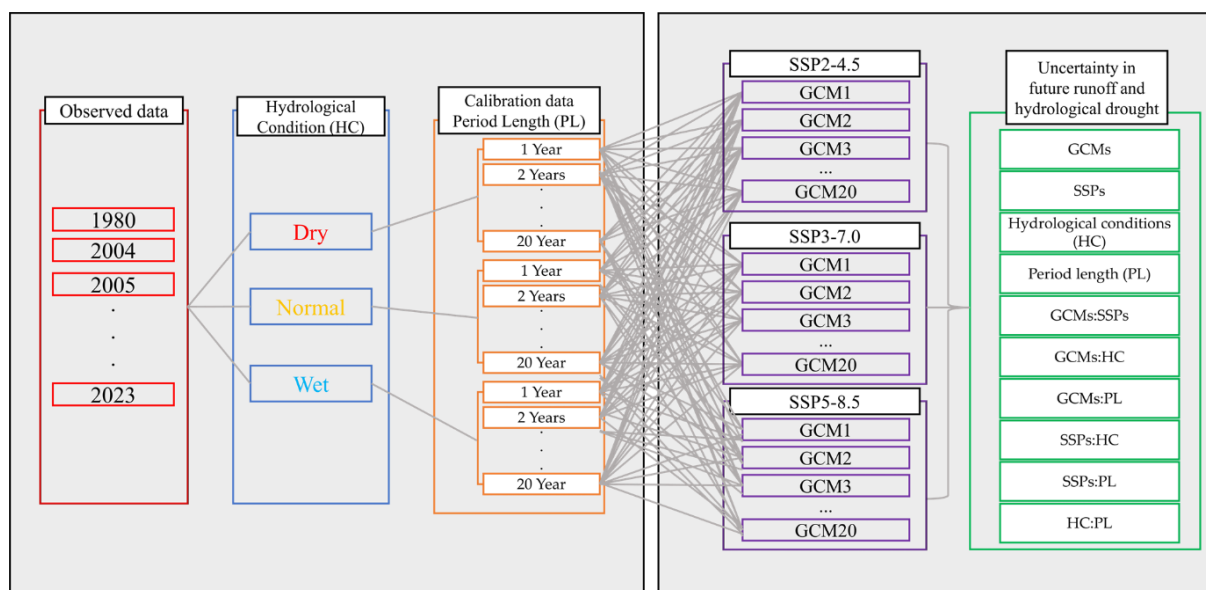 Observed data
1980
2004
2005
.
.
.
2023
Hydrological
Condition (HC)
Dry
Normal
Wet
Calibration data
Period Length (PL)
1 Year
2 Years
.
.
.
20 Year
1 Year
2 Years
.
.
.
20 Year
1 Year
2 Years
.
.
.
20 Year
SSP2-4.5
GCM1
GCM2
GCM3
...
GCM20
SSP3-7.0
GCM1
GCM2
GCM3
...
GCM20
SSP5-8.5
GCM1
GCM2
GCM3
...
GCM20
Uncertainty in
future runoff and
hydrological drought
GCMs
SSPs
Hydrological conditions
(HC)
Period length (PL)
GCMs:SSPs
GCMs:HC
GCMs:PL
SSPs:HC
SSPs:PL
HC:PL